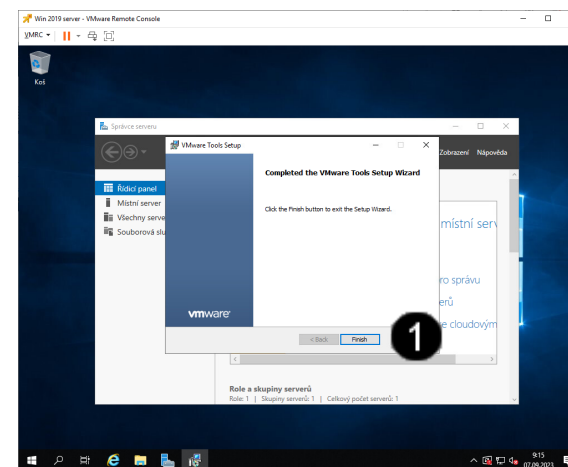 Win 2019 server - VMware Remote Console
VMRC
Koš
Správce serveru
Zobrazení Nápověda
VMware Tools Setup
Completed the VMware Tools Setup Wizard
Click the Finish button to exit the Setup Wizard.
Řídicí panel
Místní server
Všechny serve
Souborová slu
místní serv
ro správu
erů
e cloudovým
vmware
< Back
Finish
1
Role a skupiny serverů
Role: 1 | Skupiny serverů: 1 | Celkový počet serverů: 1
9:15
07.09.2023